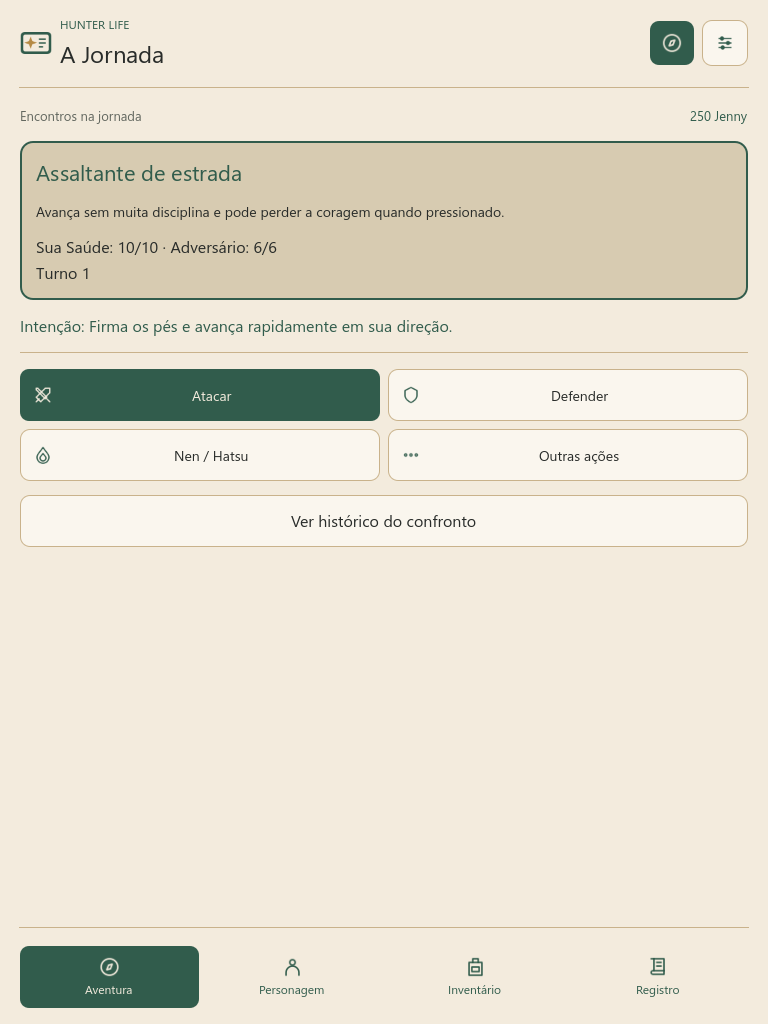 HUNTER LIFE
A Jornada
Encontros na jornada
250 Jenny
Assaltante de estrada
Avança sem muita disciplina e pode perder a coragem quando pressionado.
Sua Saúde: 10/10 · Adversário: 6/6
Turno 1
Intenção: Firma os pés e avança rapidamente em sua direção.
Atacar
Defender
Nen / Hatsu
Outras ações
Ver histórico do confronto
Aventura
Personagem
Inventário
Registro